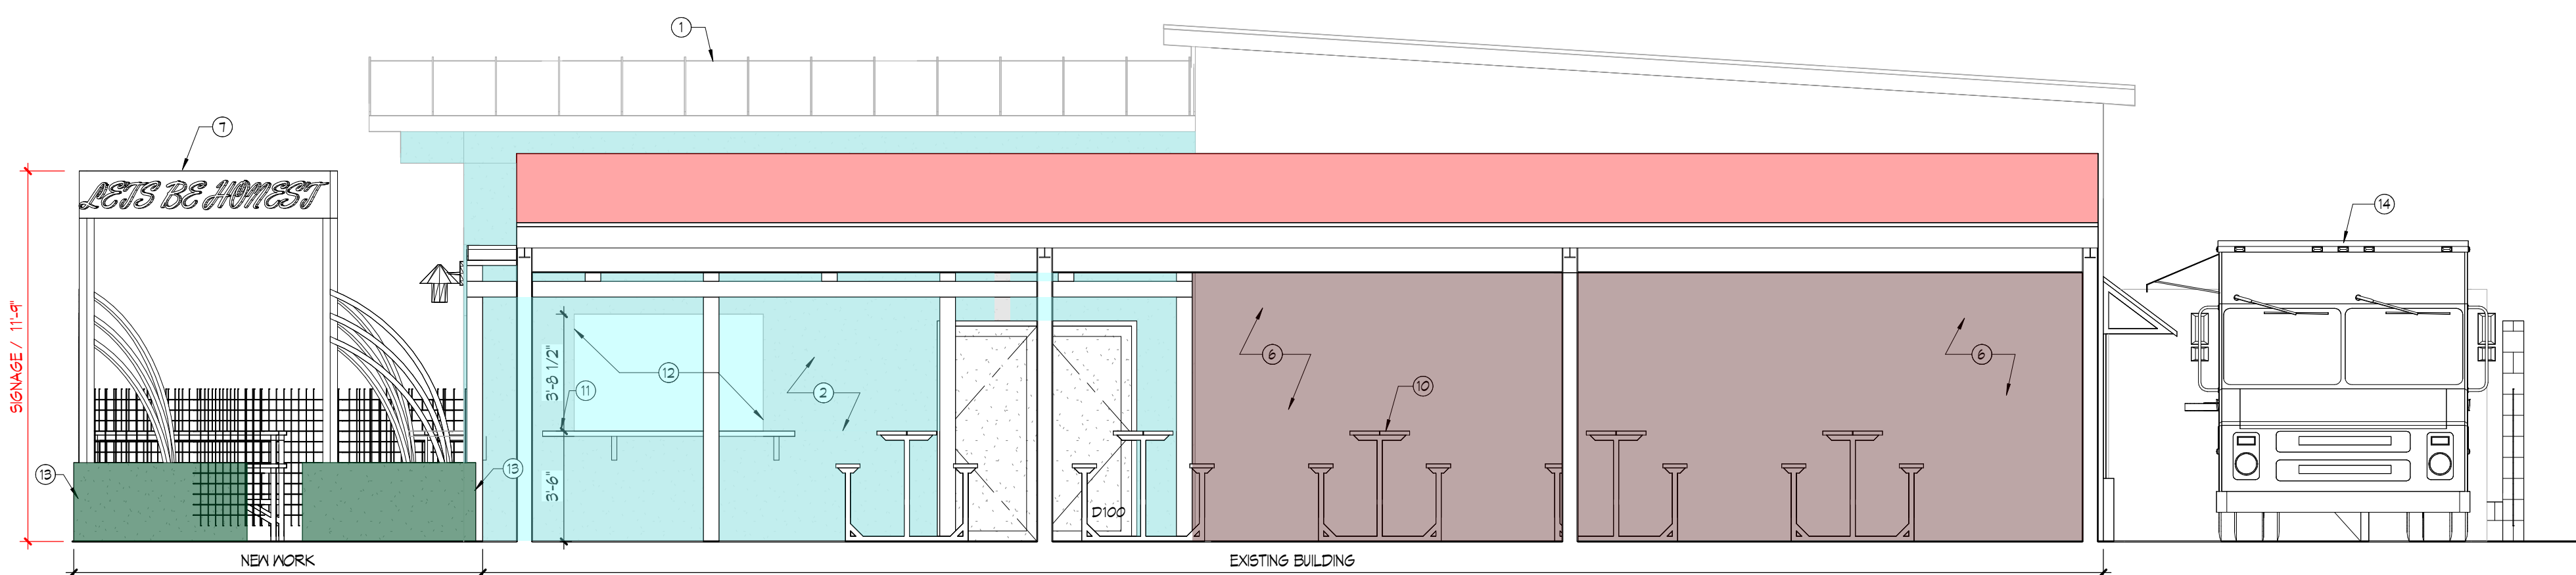 1
7
LETS BE HONEST
14
SIGNAGE / 11'-9"
3'-8 1/2"
12
11
2
6
6
10
13
13
3'-6"
D100
NEW WORK
EXISTING BUILDING